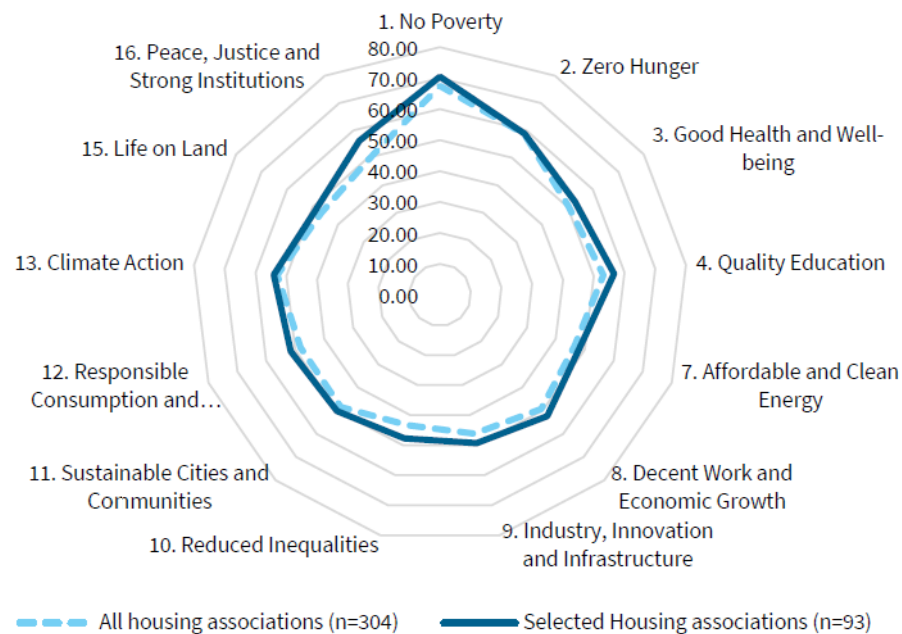 1. No Poverty
2. Zero Hunger
3. Good Health and Well-
being
4. Quality Education
7. Affordable and Clean
Energy
8. Decent Work and
Economic Growth
9. Industry, Innovation
and Infrastructure
10. Reduced Inequalities
11. Sustainable Cities and
Communities
12. Responsible
Consumption and…
13. Climate Action
15. Life on Land
16. Peace, Justice and
Strong Institutions
80.00
70.00
60.00
50.00
40.00
30.00
20.00
10.00
0.00
All housing associations (n=304)
Selected Housing associations (n=93)